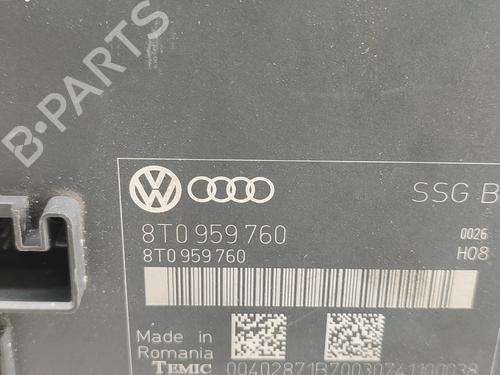 B-PARTS
SSG B
8T0 959 760
0026
8T0 959 760
H08
Made in
Romania
TEMIC
00402871B70030741100038